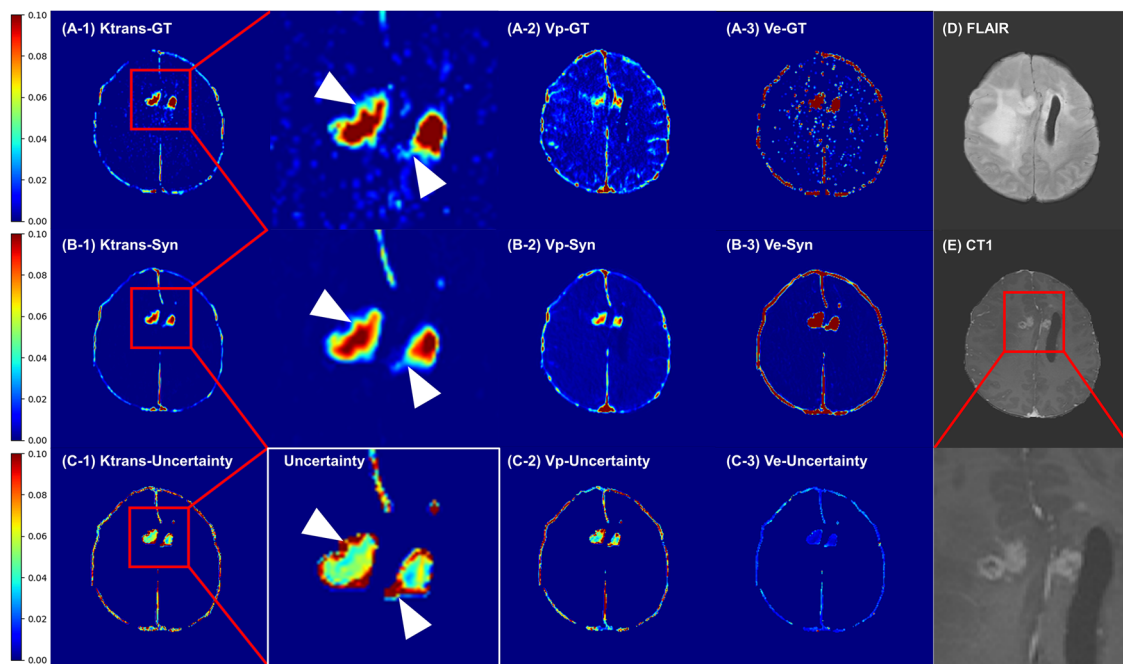 0.10
0.08
0.06
0.04
0.02
0.00
(A-1) Ktrans-GT
(A-2) Vp-GT
(A-3) Ve-GT
(D) FLAIR
0.10
0.08
0.06
0.04
0.02
0.00
(B-1) Ktrans-Syn
(B-2) Vp-Syn
(B-3) Ve-Syn
(E) CT1
0.10
0.08
0.06
0.04
0.02
0.00
(C-1) Ktrans-Uncertainty
Uncertainty
(C-2) Vp-Uncertainty
(C-3) Ve-Uncertainty